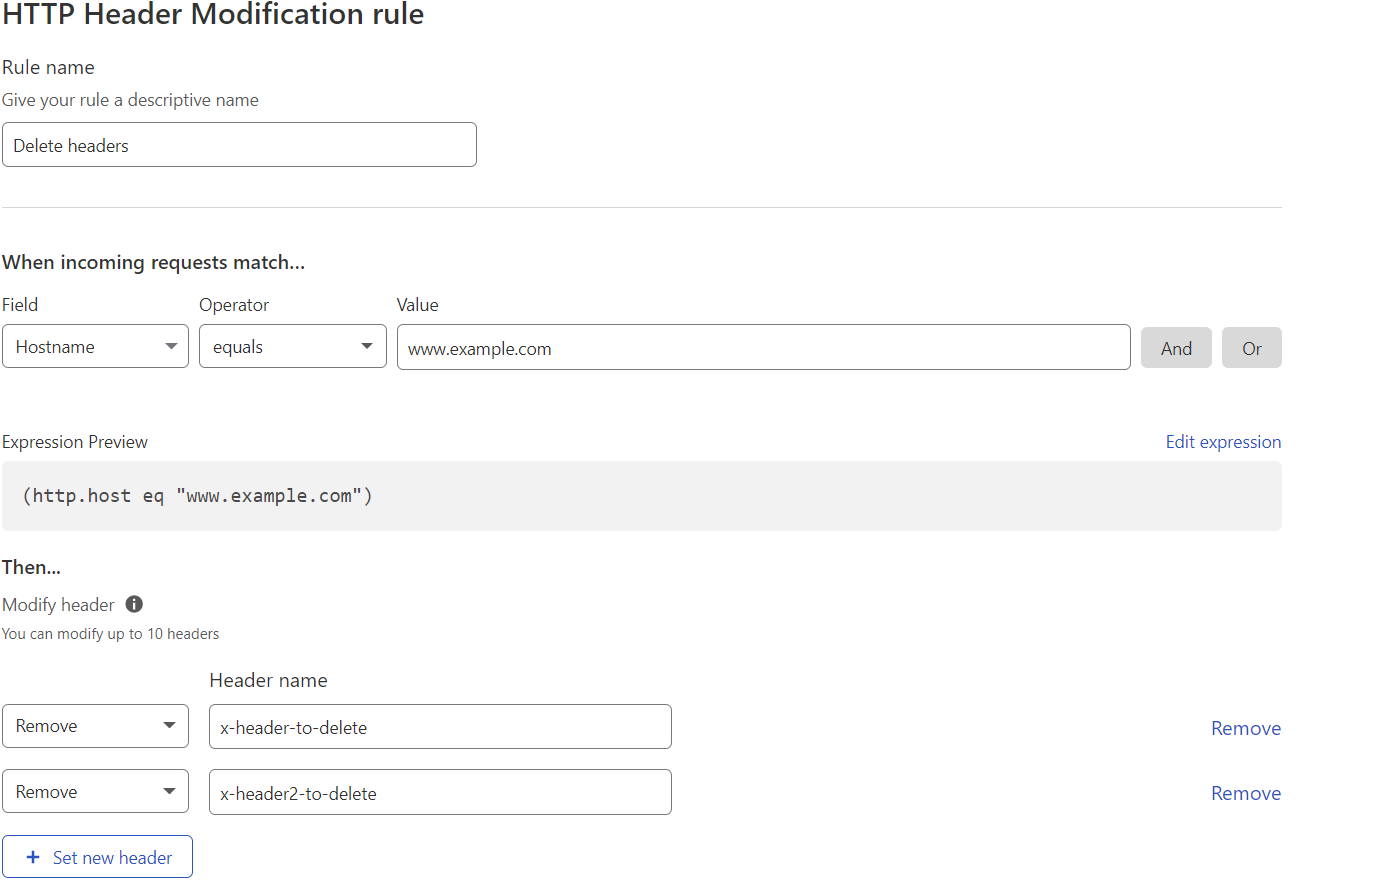 HTTP Header Modification rule
Rule name
Give your rule a descriptive name
Delete headers
When incoming requests match...
Field Operator Value
Hostname equals www.example.com And Or
Expression Preview Edit expression
(http.host eq "www.example.com")
Then...
Modify header
You can modify up to 10 headers
Header name
Remove x-header-to-delete Remove
Remove x-header2-to-delete Remove
+ Set new header